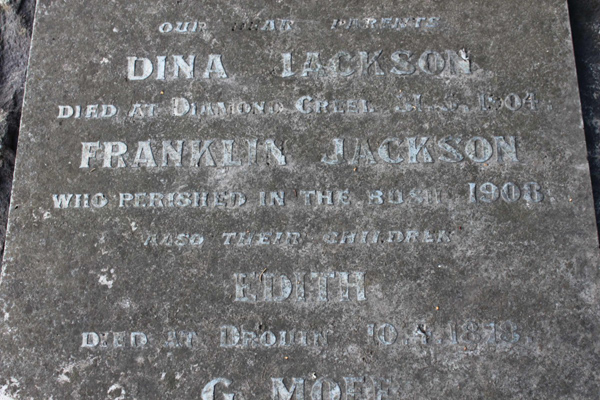 OUR DEAR PARENTS
DINA JACKSON
DIED AT DIAMOND CREEK 1904
FRANKLIN JACKSON
WHO PERISHED IN THE BUSH 1908
ALSO THEIR CHILDREN
EDITH
DIED AT DROUIN 10
G.